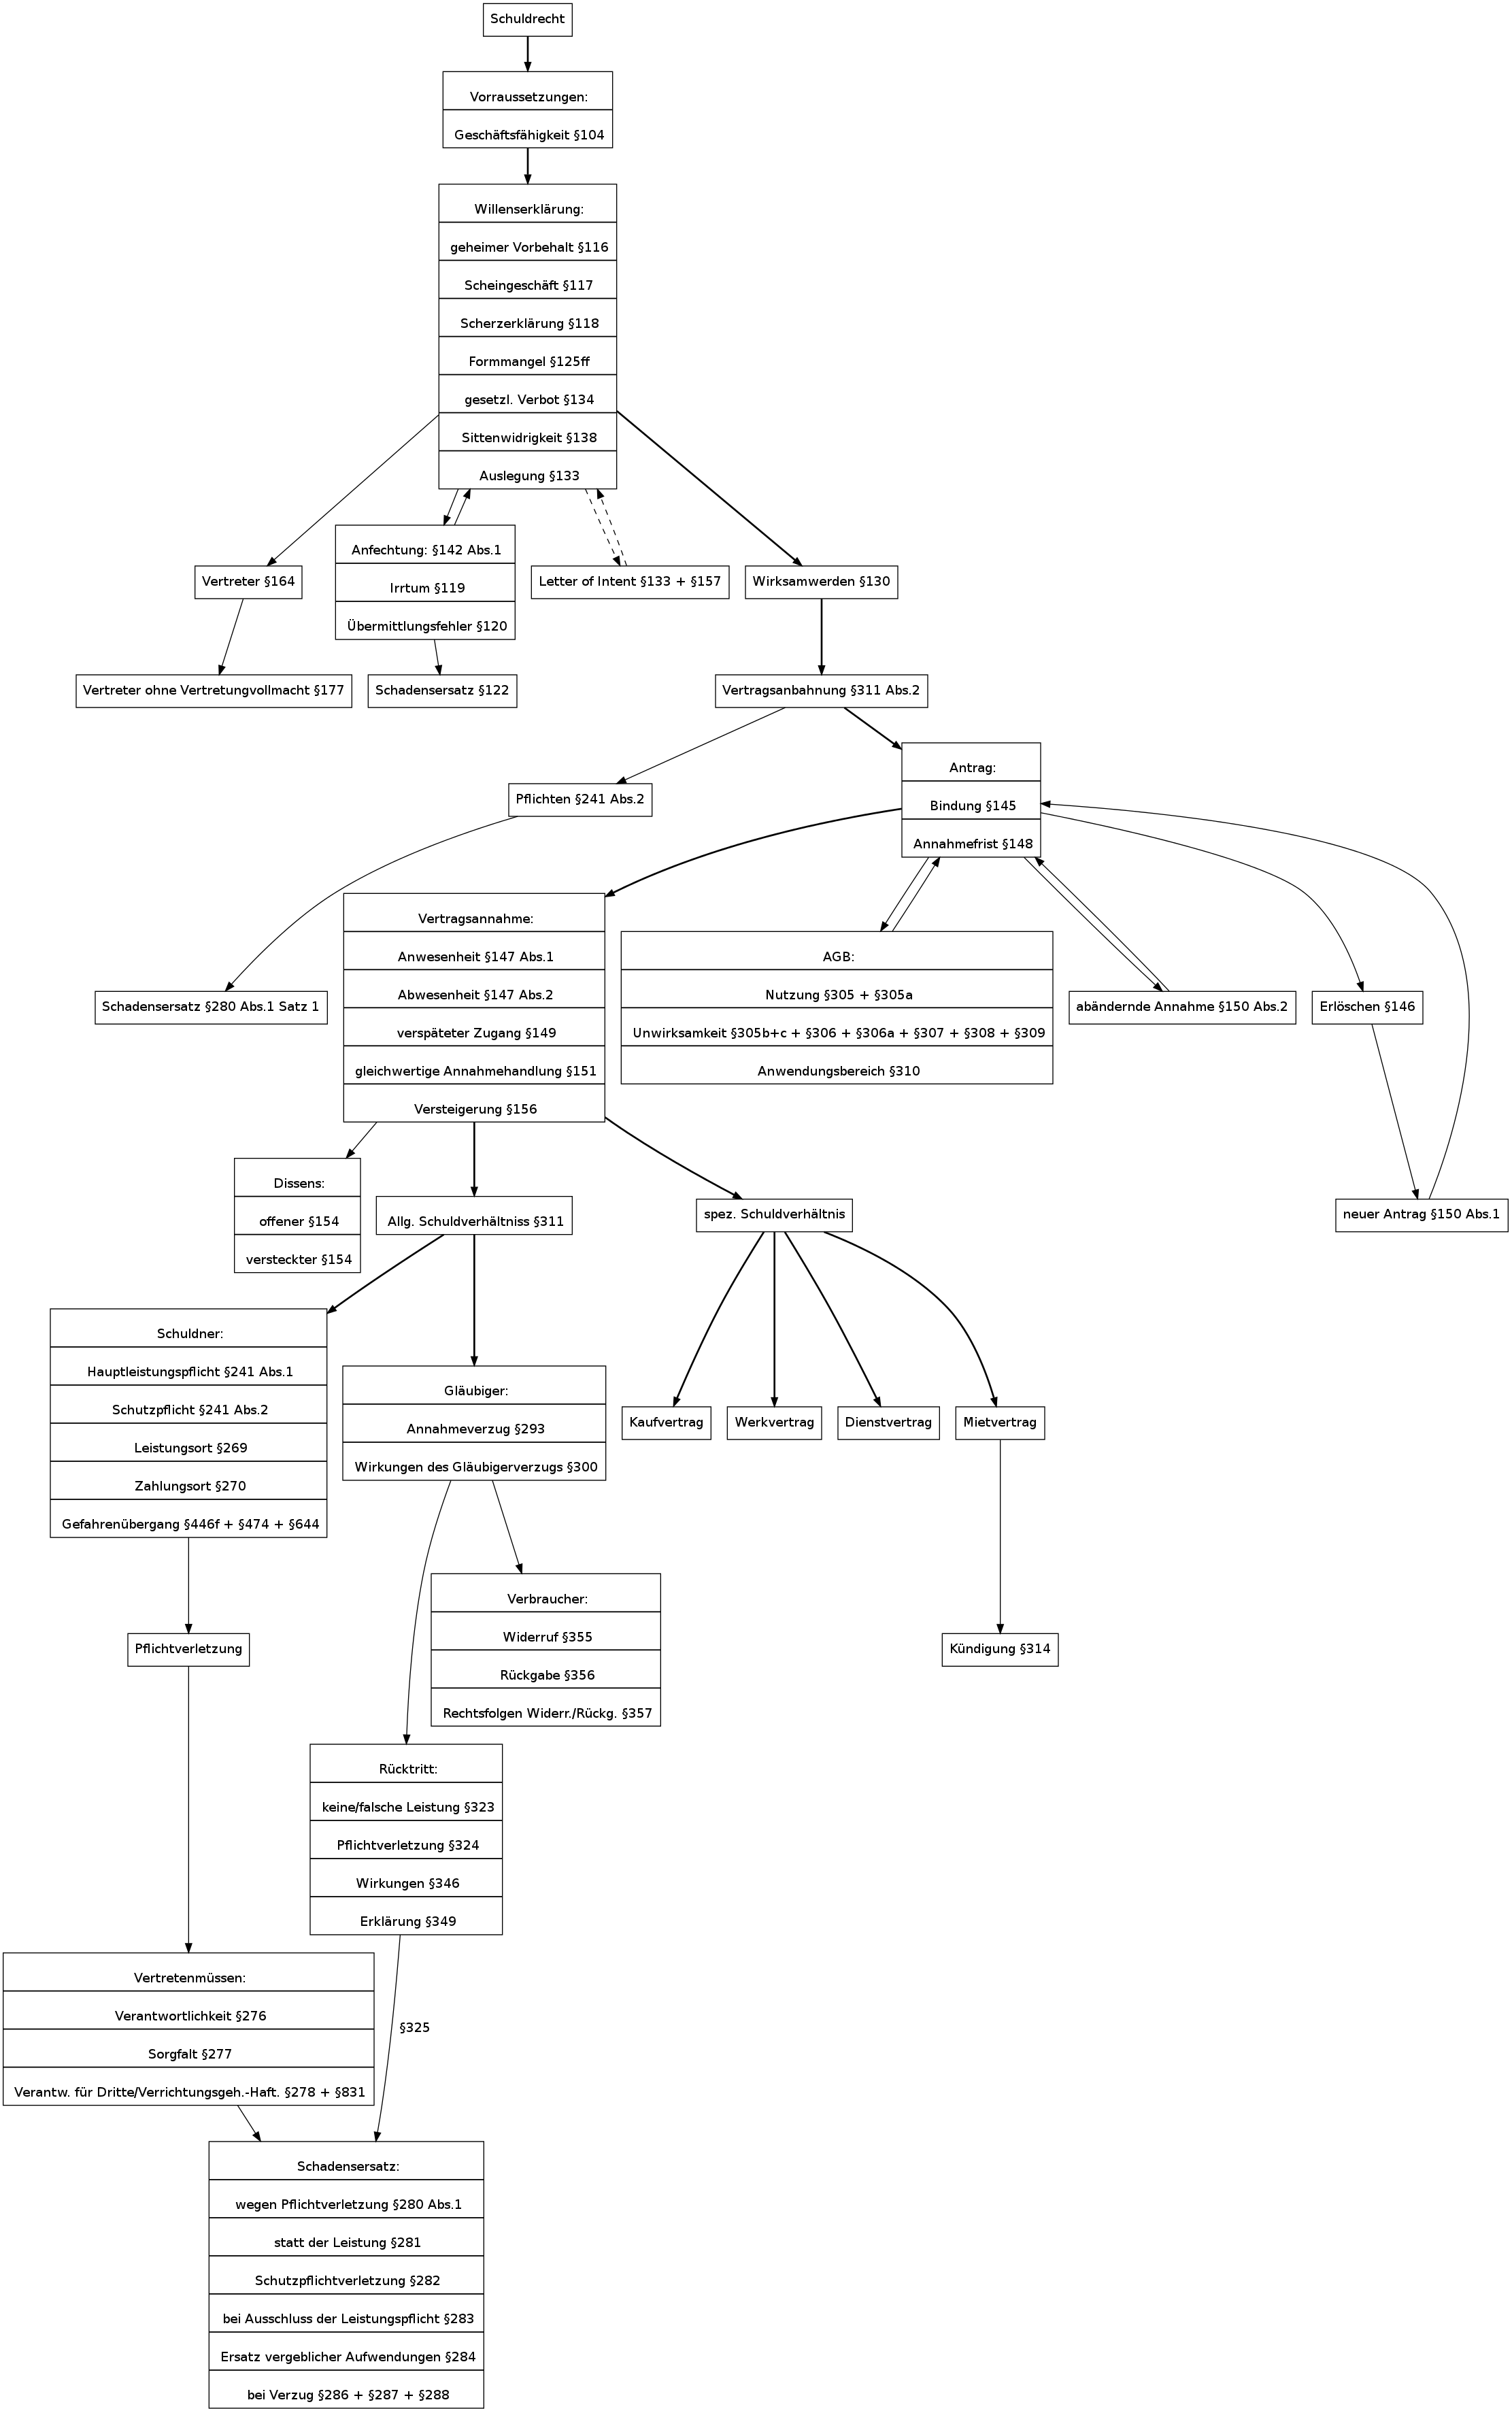 Schuldrecht
Vorraussetzungen:
Geschäftsfähigkeit §104
Willenserklärung:
geheimer Vorbehalt §116
Scheingeschäft §117
Scherzerklärung §118
Formmangel §125ff
gesetzl. Verbot §134
Sittenwidrigkeit §138
Auslegung §133
Vertreter §164
Anfechtung: §142 Abs.1
Irrtum §119
Übermittlungsfehler §120
Letter of Intent §133 + §157
Wirksamwerden §130
Vertreter ohne Vertretungvollmacht §177
Schadensersatz §122
Vertragsanbahnung §311 Abs.2
Pflichten §241 Abs.2
Antrag:
Bindung §145
Annahmefrist §148
Schadensersatz §280 Abs.1 Satz 1
Vertragsannahme:
Anwesenheit §147 Abs.1
Abwesenheit §147 Abs.2
verspäteter Zugang §149
gleichwertige Annahmehandlung §151
Versteigerung §156
AGB:
Nutzung §305 + §305a
Unwirksamkeit §305b+c + §306 + §306a + §307 + §308 + §309
Anwendungsbereich §310
abändernde Annahme §150 Abs.2
Erlöschen §146
Dissens:
offener §154
versteckter §154
Allg. Schuldverhältniss §311
spez. Schuldverhältnis
neuer Antrag §150 Abs.1
Schuldner:
Hauptleistungspflicht §241 Abs.1
Schutzpflicht §241 Abs.2
Leistungsort §269
Zahlungsort §270
Gefahrenübergang §446f + §474 + §644
Gläubiger:
Annahmeverzug §293
Wirkungen des Gläubigerverzugs §300
Kaufvertrag
Werkvertrag
Dienstvertrag
Mietvertrag
Pflichtverletzung
Verbraucher:
Widerruf §355
Rückgabe §356
Rechtsfolgen Widerr./Rückg. §357
Kündigung §314
Rücktritt:
keine/falsche Leistung §323
Pflichtverletzung §324
Wirkungen §346
Erklärung §349
Vertretenmüssen:
Verantwortlichkeit §276
Sorgfalt §277
Verantw. für Dritte/Verrichtungsgeh.-Haft. §278 + §831
§325
Schadensersatz:
wegen Pflichtverletzung §280 Abs.1
statt der Leistung §281
Schutzpflichtverletzung §282
bei Ausschluss der Leistungspflicht §283
Ersatz vergeblicher Aufwendungen §284
bei Verzug §286 + §287 + §288